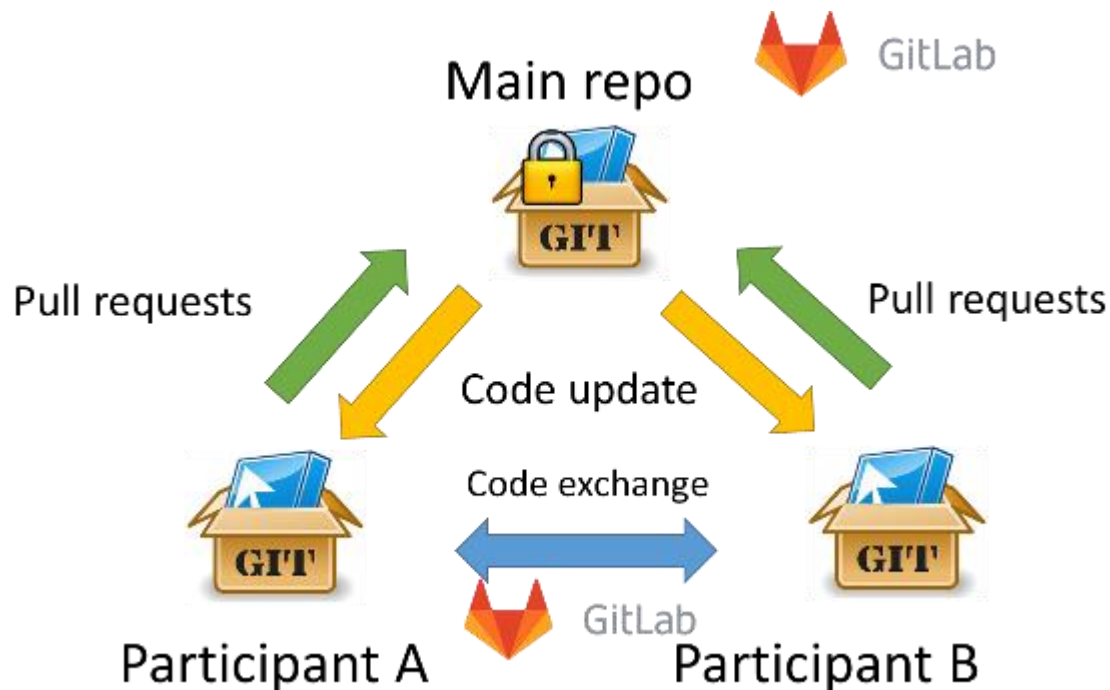 GitLab
Main repo
GIT
Pull requests
Pull requests
Code update
Code exchange
GIT
GIT
GitLab
Participant A
Participant B